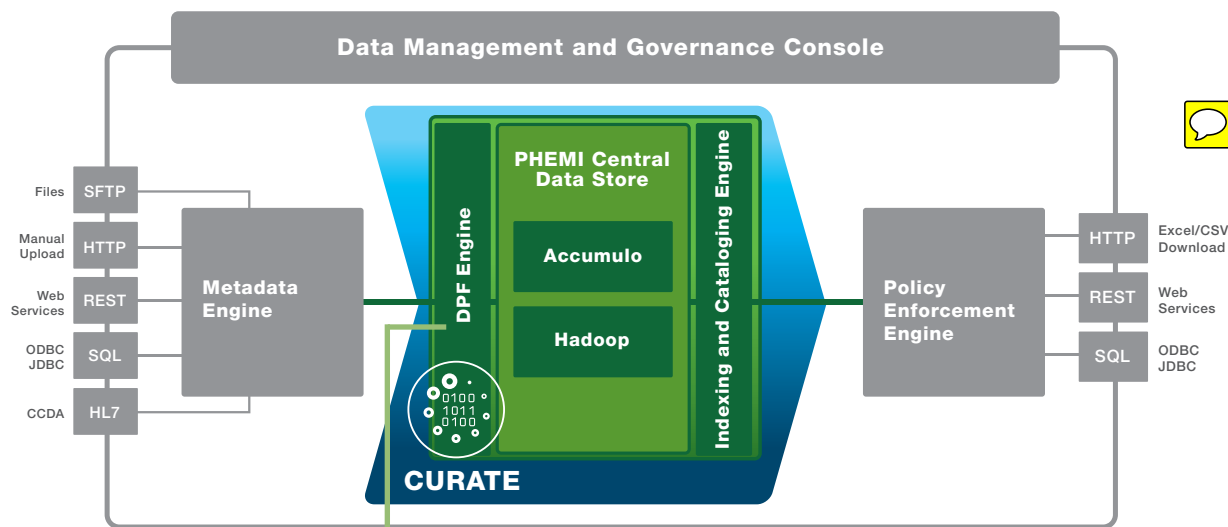 Data Management and Governance Console
Files
SFTP
Manual
Upload
HTTP
Web
Services
REST
ODBC
JDBC
SQL
CCDA
HL7
Metadata
Engine
DPF Engine
PHEMI Central
Data Store
Accumulo
Hadoop
Indexing and Cataloging Engine
0100
1011
0100
CURATE
Policy
Enforcement
Engine
HTTP
Excel/CSV
Download
REST
Web
Services
SQL
ODBC
JDBC